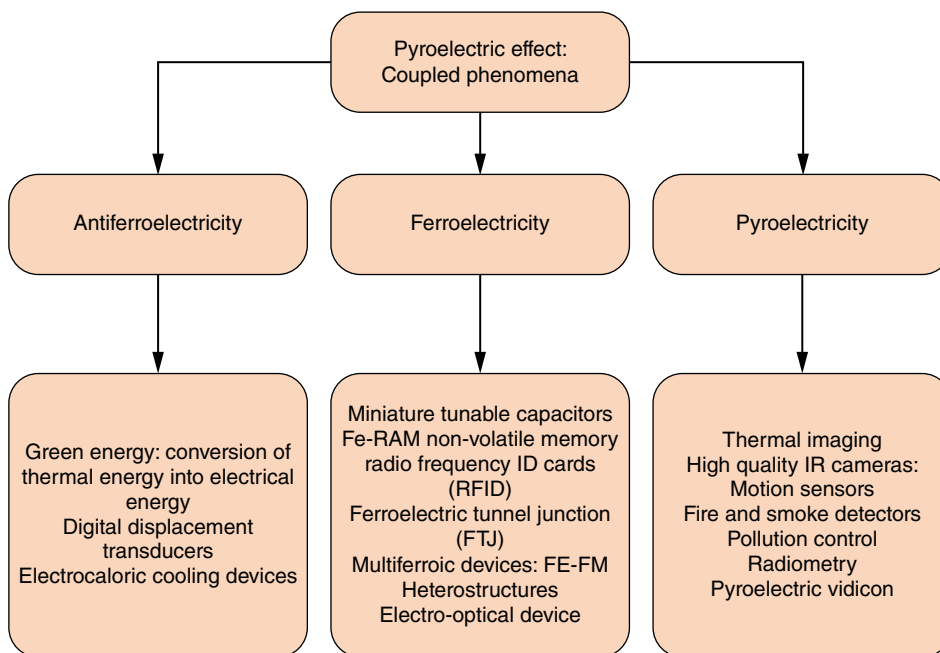 Pyroelectric effect:
Coupled phenomena
Antiferroelectricity
Ferroelectricity
Pyroelectricity
Green energy: conversion of
thermal energy into electrical
energy
Digital displacement
transducers
Electrocaloric cooling devices
Miniature tunable capacitors
Fe-RAM non-volatile memory
radio frequency ID cards
(RFID)
Ferroelectric tunnel junction
(FTJ)
Multiferroic devices: FE-FM
Heterostructures
Electro-optical device
Thermal imaging
High quality IR cameras:
Motion sensors
Fire and smoke detectors
Pollution control
Radiometry
Pyroelectric vidicon